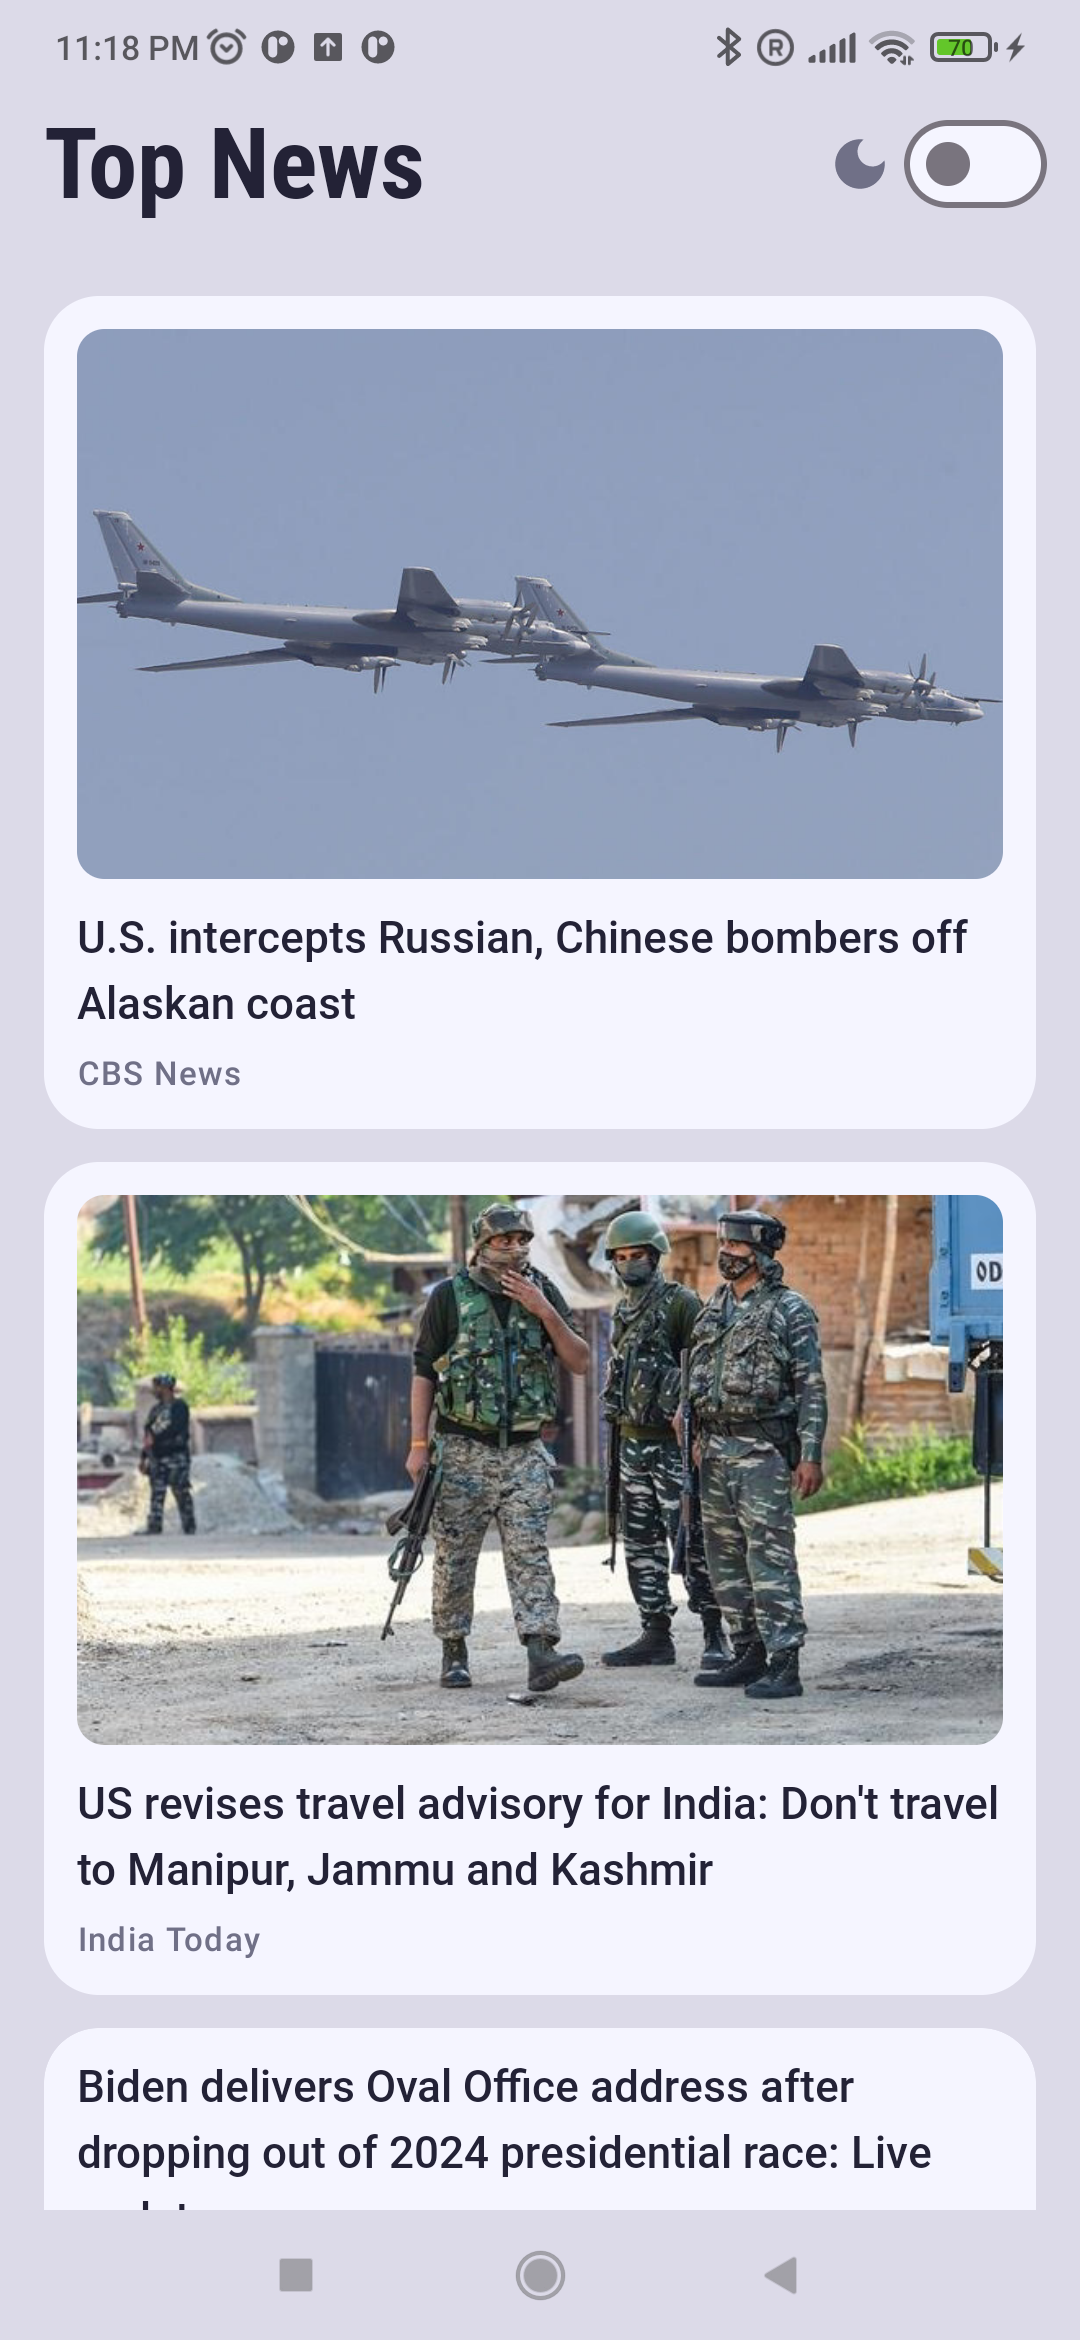 11:18 PM
70
Top News
U.S. intercepts Russian, Chinese bombers off
Alaskan coast
CBS News
OD
US revises travel advisory for India: Don't travel
to Manipur, Jammu and Kashmir
India Today
Biden delivers Oval Office address after
dropping out of 2024 presidential race: Live